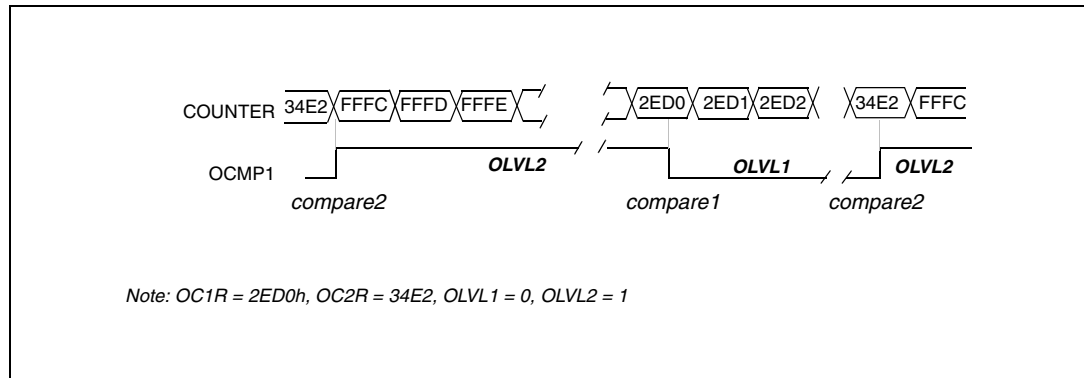 COUNTER 34E2 FFFC FFFD FFFE 2ED0 2ED1 2ED2 34E2 FFFC
OCMP1 OLVL2 OLVL1 OLVL2
compare2 compare1 compare2
Note: OC1R = 2ED0h, OC2R = 34E2, OLVL1 = 0, OLVL2 = 1